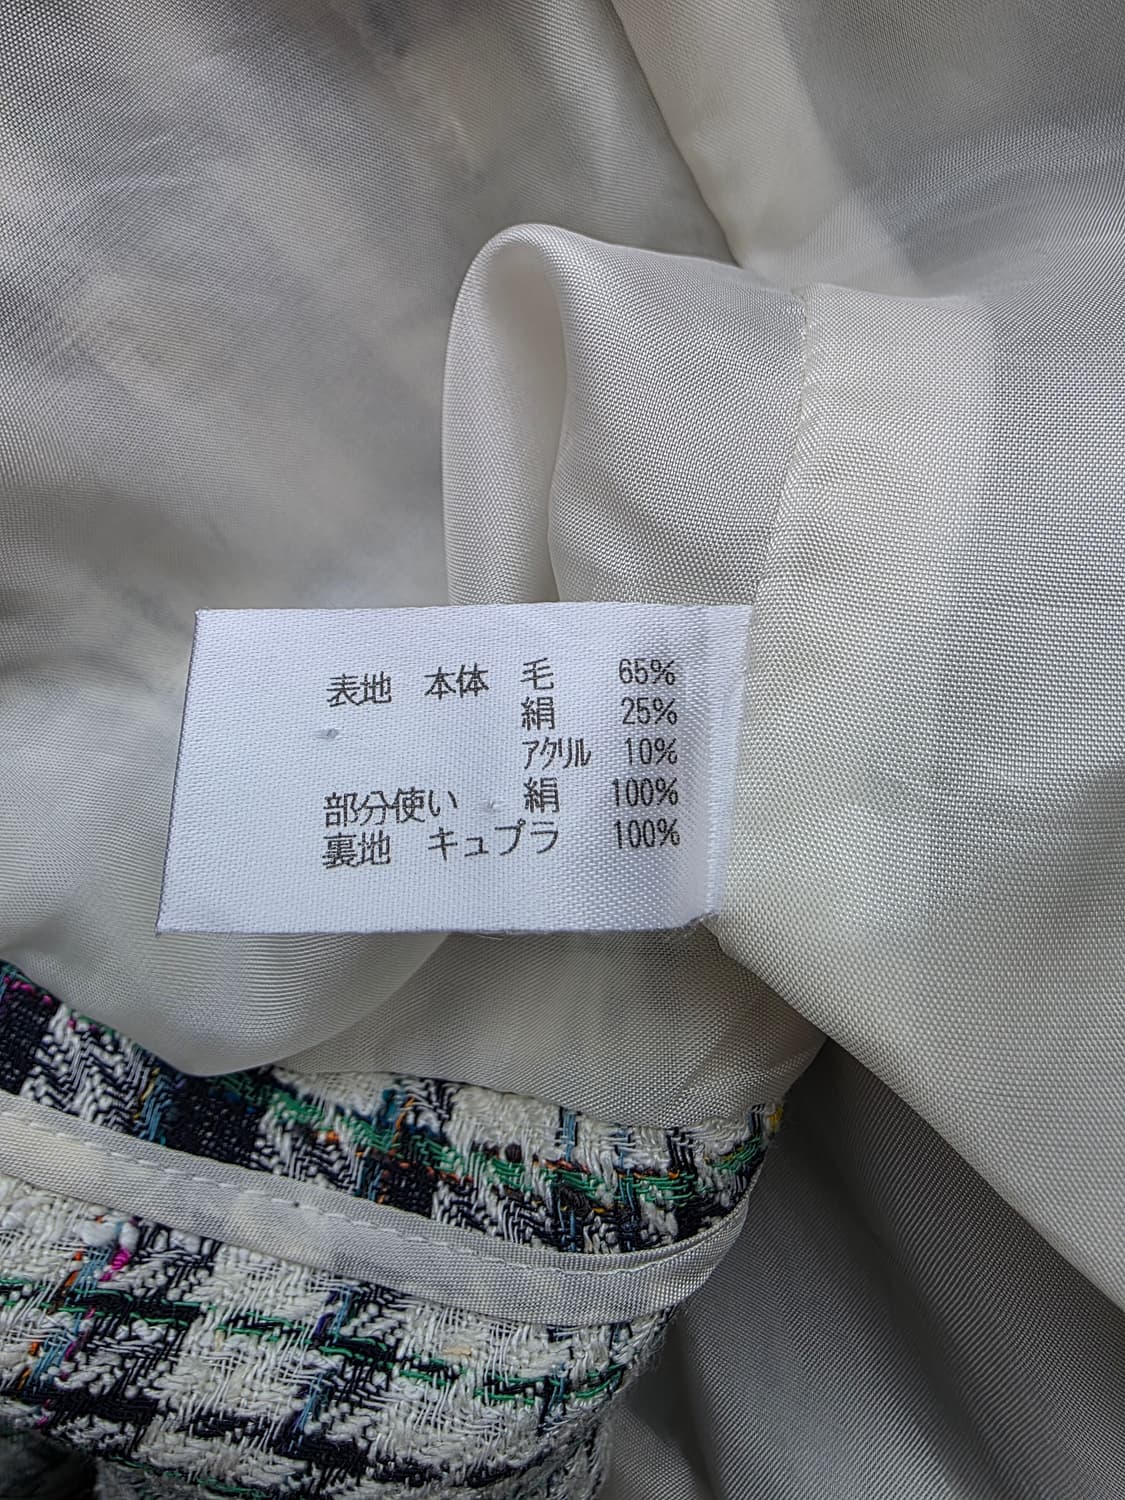 表地 本体 毛 65%
絹 25%
アクリル 10%
部分使い 絹 100%
裏地 キュプラ 100%